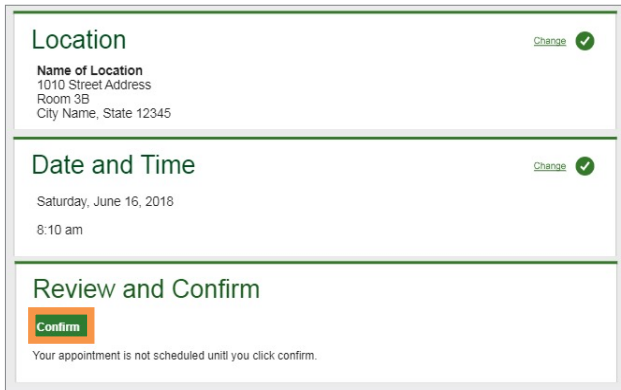 Location
Change
Name of Location
1010 Street Address
Room 3B
City Name, State 12345
Date and Time
Change
Saturday, June 16, 2018
8:10 am
Review and Confirm
Confirm
Your appointment is not scheduled unitl you click confirm.